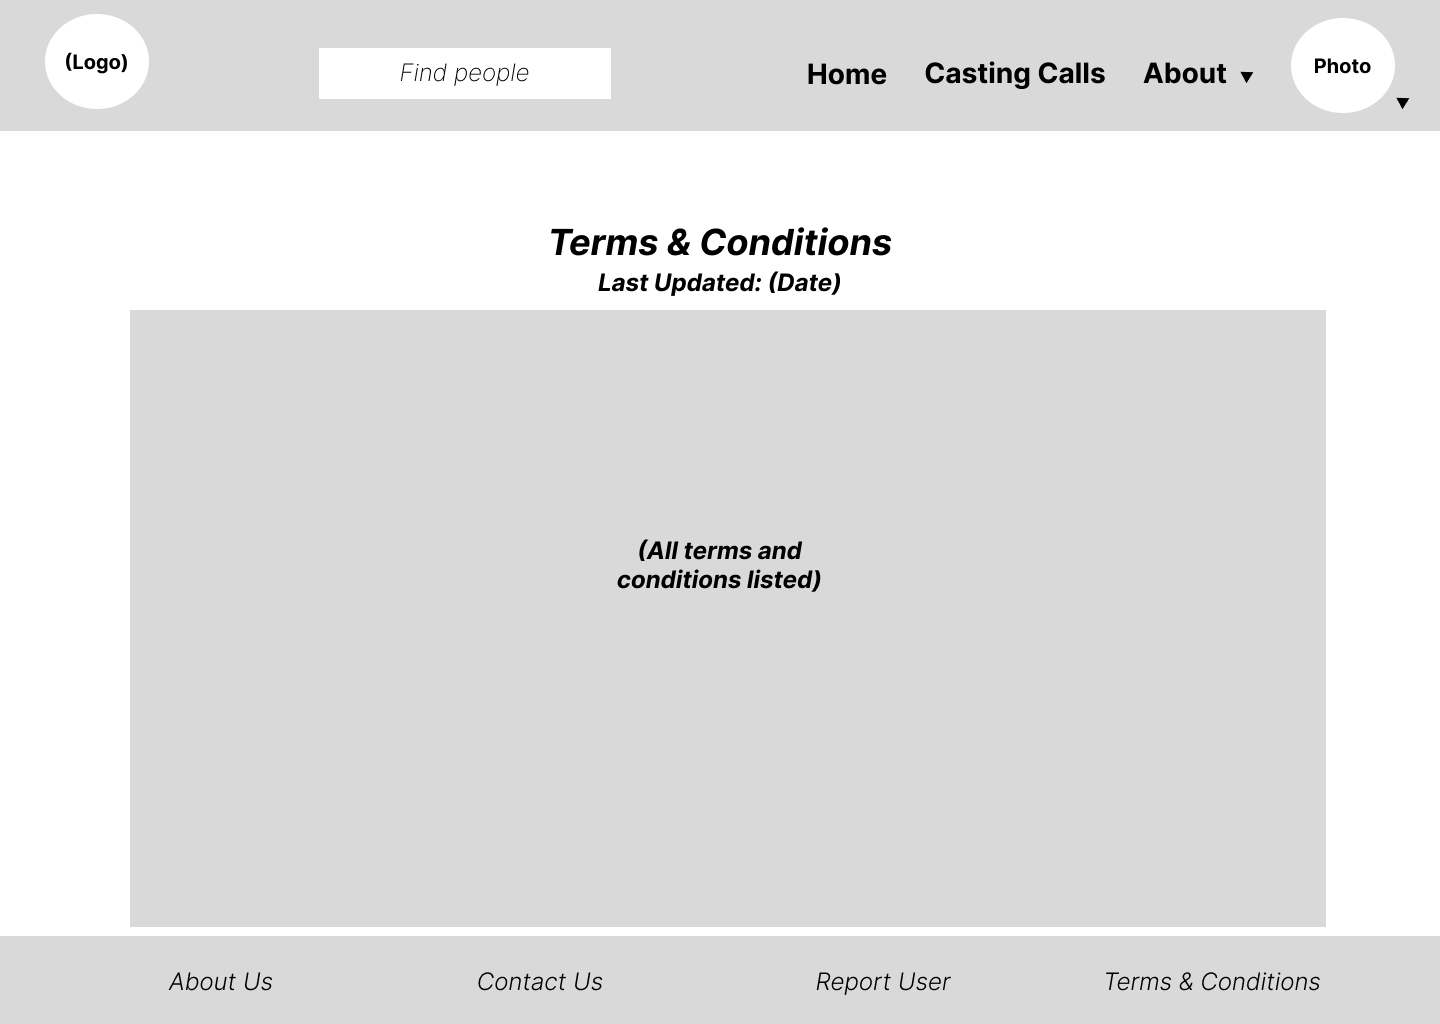 (Logo)
Find people
Home
Casting Calls
About ▼
Photo
▼
Terms & Conditions
Last Updated: (Date)
(All terms and
conditions listed)
About Us
Contact Us
Report User
Terms & Conditions